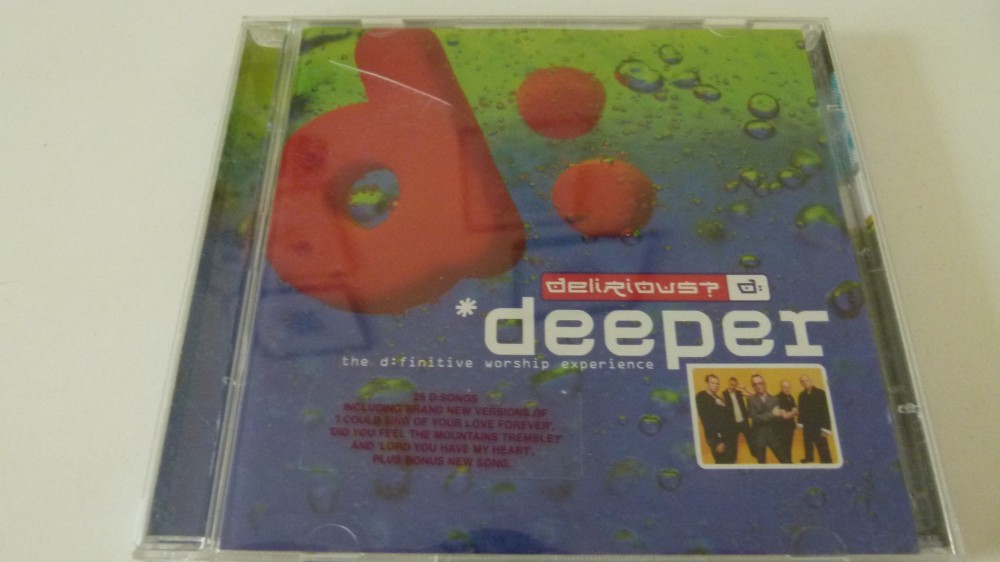 d:
delirious? d:
*deeper
the d:finitive worship experience
28 D:SONGS
INCLUDING BRAND NEW VERSIONS OF
'I COULD SING OF YOUR LOVE FOREVER',
'DID YOU FEEL THE MOUNTAINS TREMBLE?'
AND 'LORD YOU HAVE MY HEART',
PLUS BONUS NEW SONG.